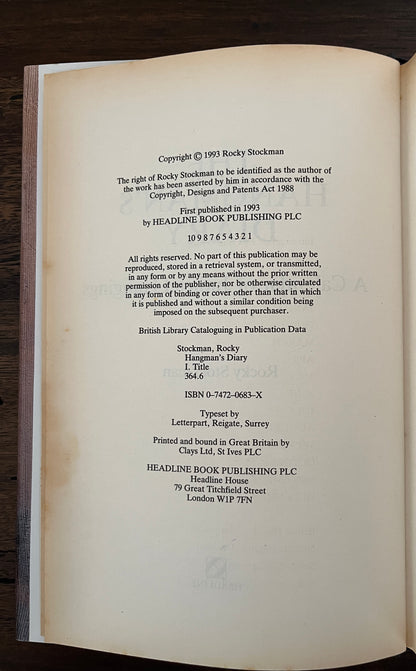 Copyright © 1993 Rocky Stockman
The right of Rocky Stockman to be identified as the author of
the work has been asserted by him in accordance with the
Copyright, Designs and Patents Act 1988
First published in 1993
by HEADLINE BOOK PUBLISHING PLC
10 9 8 7 6 5 4 3 2 1
All rights reserved. No part of this publication may be
reproduced, stored in a retrieval system, or transmitted,
in any form or by any means without the prior written
permission of the publisher, nor be otherwise circulated
in any form of binding or cover other than that in which
it is published and without a similar condition being
imposed on the subsequent purchaser.
British Library Cataloguing in Publication Data
Stockman, Rocky
Hangman's Diary
I. Title
364.6
ISBN 0-7472-0683-X
Typeset by
Letterpart, Reigate, Surrey
Printed and bound in Great Britain by
Clays Ltd, St Ives PLC
HEADLINE BOOK PUBLISHING PLC
Headline House
79 Great Titchfield Street
London W1P 7FN